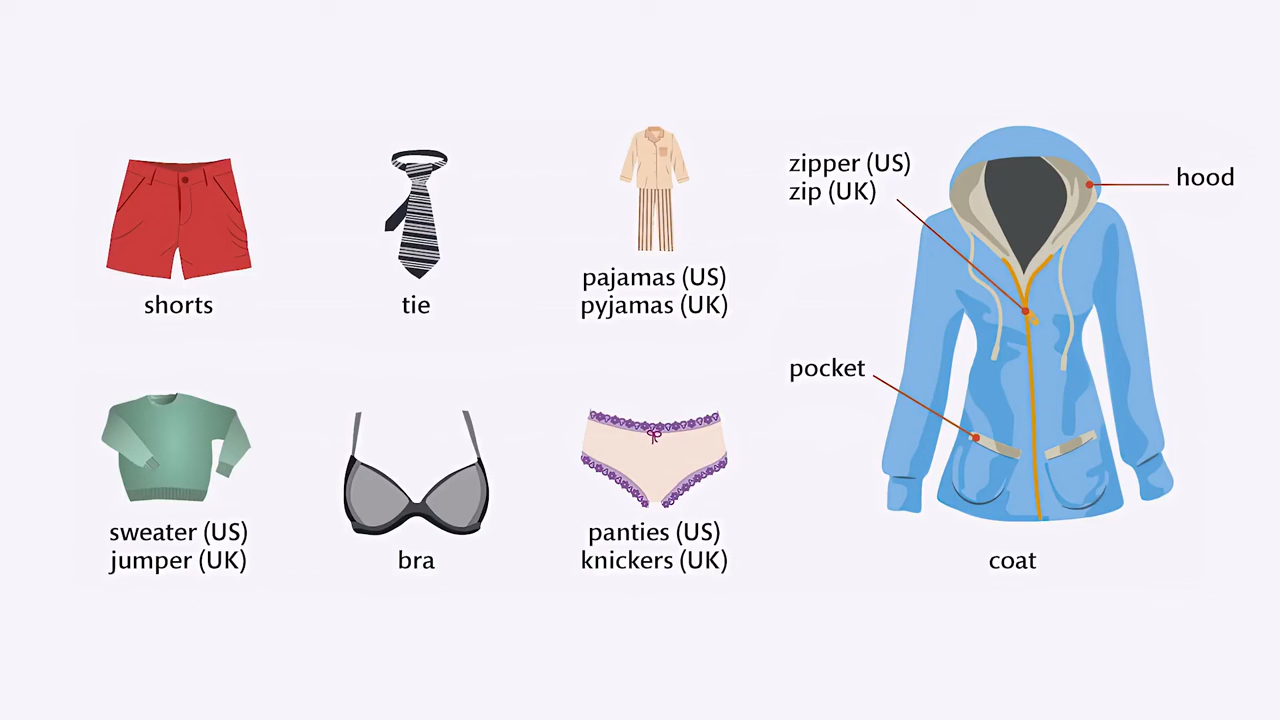 shorts
tie
pajamas (US)
pyjamas (UK)
zipper (US)
zip (UK)
hood
pocket
sweater (US)
jumper (UK)
bra
panties (US)
knickers (UK)
coat